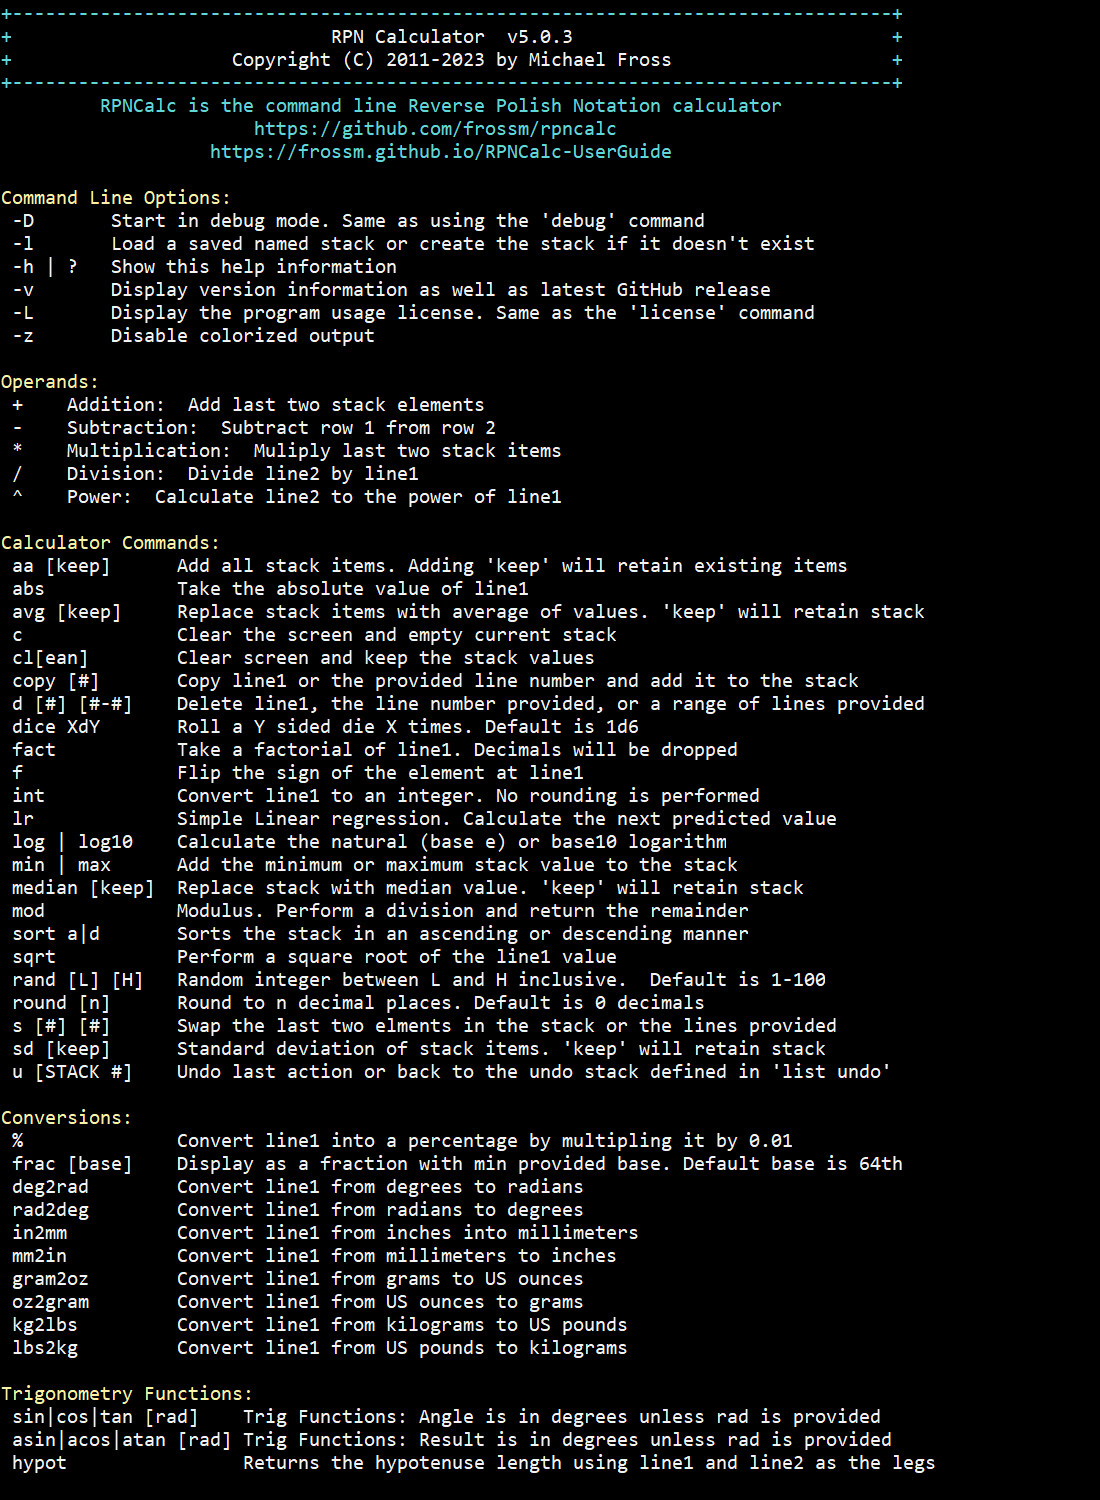 +--------------------------------------------------------------------------------+
+ RPN Calculator  v5.0.3 +
+ Copyright (C) 2011-2023 by Michael Fross +
+--------------------------------------------------------------------------------+
RPNCalc is the command line Reverse Polish Notation calculator
https://github.com/frossm/rpncalc
https://frossm.github.io/RPNCalc-UserGuide

Command Line Options:
 -D       Start in debug mode. Same as using the 'debug' command
 -l       Load a saved named stack or create the stack if it doesn't exist
 -h | ?   Show this help information
 -v       Display version information as well as latest GitHub release
 -L       Display the program usage license. Same as the 'license' command
 -z       Disable colorized output

Operands:
 +    Addition:  Add last two stack elements
 -    Subtraction:  Subtract row 1 from row 2
 *    Multiplication:  Muliply last two stack items
 /    Division:  Divide line2 by line1
 ^    Power:  Calculate line2 to the power of line1

Calculator Commands:
 aa [keep]      Add all stack items. Adding 'keep' will retain existing items
 abs            Take the absolute value of line1
 avg [keep]     Replace stack items with average of values. 'keep' will retain stack
 c              Clear the screen and empty current stack
 cl[ean]        Clear screen and keep the stack values
 copy [#]       Copy line1 or the provided line number and add it to the stack
 d [#] [#-#]    Delete line1, the line number provided, or a range of lines provided
 dice XdY       Roll a Y sided die X times. Default is 1d6
 fact           Take a factorial of line1. Decimals will be dropped
 f              Flip the sign of the element at line1
 int            Convert line1 to an integer. No rounding is performed
 lr             Simple Linear regression. Calculate the next predicted value
 log | log10    Calculate the natural (base e) or base10 logarithm
 min | max      Add the minimum or maximum stack value to the stack
 median [keep]  Replace stack with median value. 'keep' will retain stack
 mod            Modulus. Perform a division and return the remainder
 sort a|d       Sorts the stack in an ascending or descending manner
 sqrt           Perform a square root of the line1 value
 rand [L] [H]   Random integer between L and H inclusive.  Default is 1-100
 round [n]      Round to n decimal places. Default is 0 decimals
 s [#] [#]      Swap the last two elments in the stack or the lines provided
 sd [keep]      Standard deviation of stack items. 'keep' will retain stack
 u [STACK #]    Undo last action or back to the undo stack defined in 'list undo'

Conversions:
 %              Convert line1 into a percentage by multipling it by 0.01
 frac [base]    Display as a fraction with min provided base. Default base is 64th
 deg2rad        Convert line1 from degrees to radians
 rad2deg        Convert line1 from radians to degrees
 in2mm          Convert line1 from inches into millimeters
 mm2in          Convert line1 from millimeters to inches
 gram2oz        Convert line1 from grams to US ounces
 oz2gram        Convert line1 from US ounces to grams
 kg2lbs         Convert line1 from kilograms to US pounds
 lbs2kg         Convert line1 from US pounds to kilograms

Trigonometry Functions:
 sin|cos|tan [rad]    Trig Functions: Angle is in degrees unless rad is provided
 asin|acos|atan [rad] Trig Functions: Result is in degrees unless rad is provided
 hypot                Returns the hypotenuse length using line1 and line2 as the legs